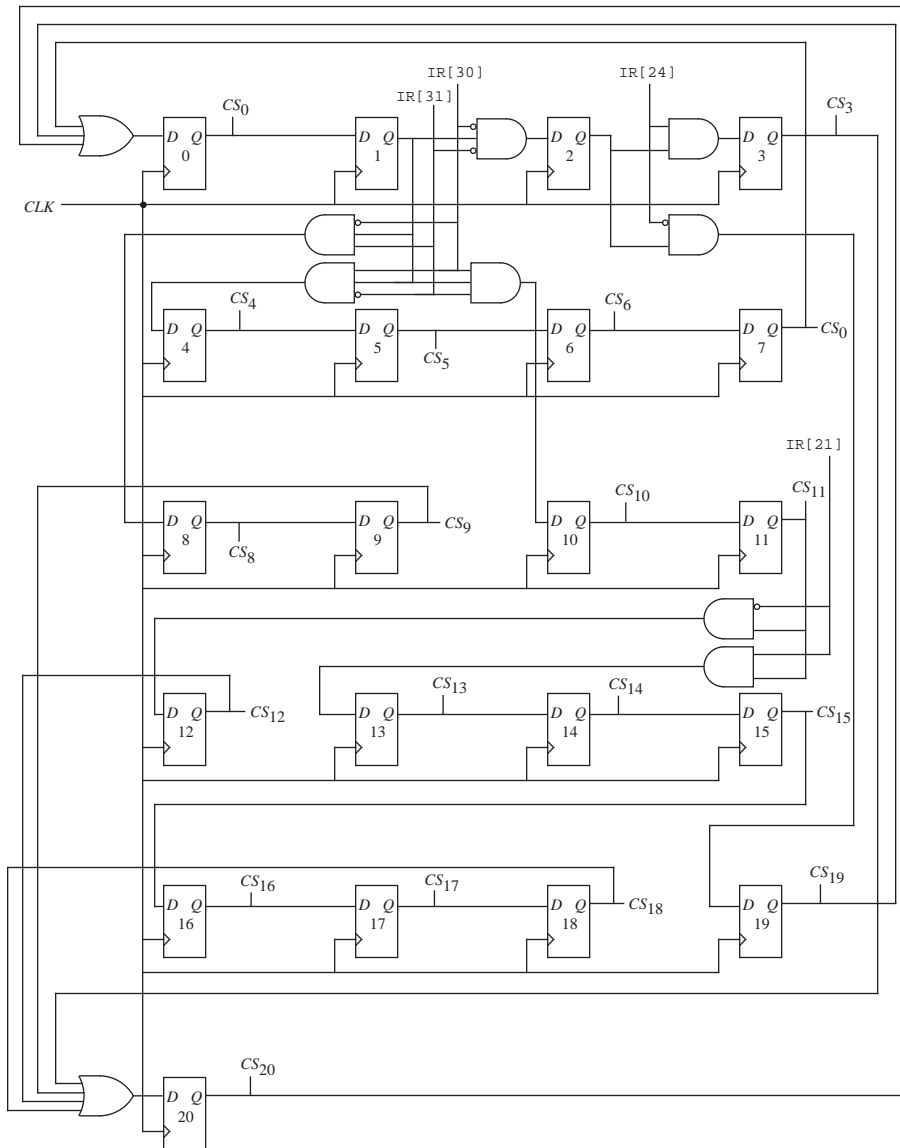 IR[30] IR[24]
IR[31]
CS0 CS3
D Q D Q D Q D Q
0 1 2 3
CLK
CS4 CS6
D Q D Q D Q D Q
CS0
4 5 6 7
CS5
IR[21]
CS10 CS11
D Q D Q D Q D Q
CS9
8 9 10 11
CS8
CS13 CS14
D Q D Q D Q D Q
CS12 CS15
12 13 14 15
CS16 CS17 CS19
D Q D Q D Q D Q
CS18
16 17 18 19
CS20
D Q
20